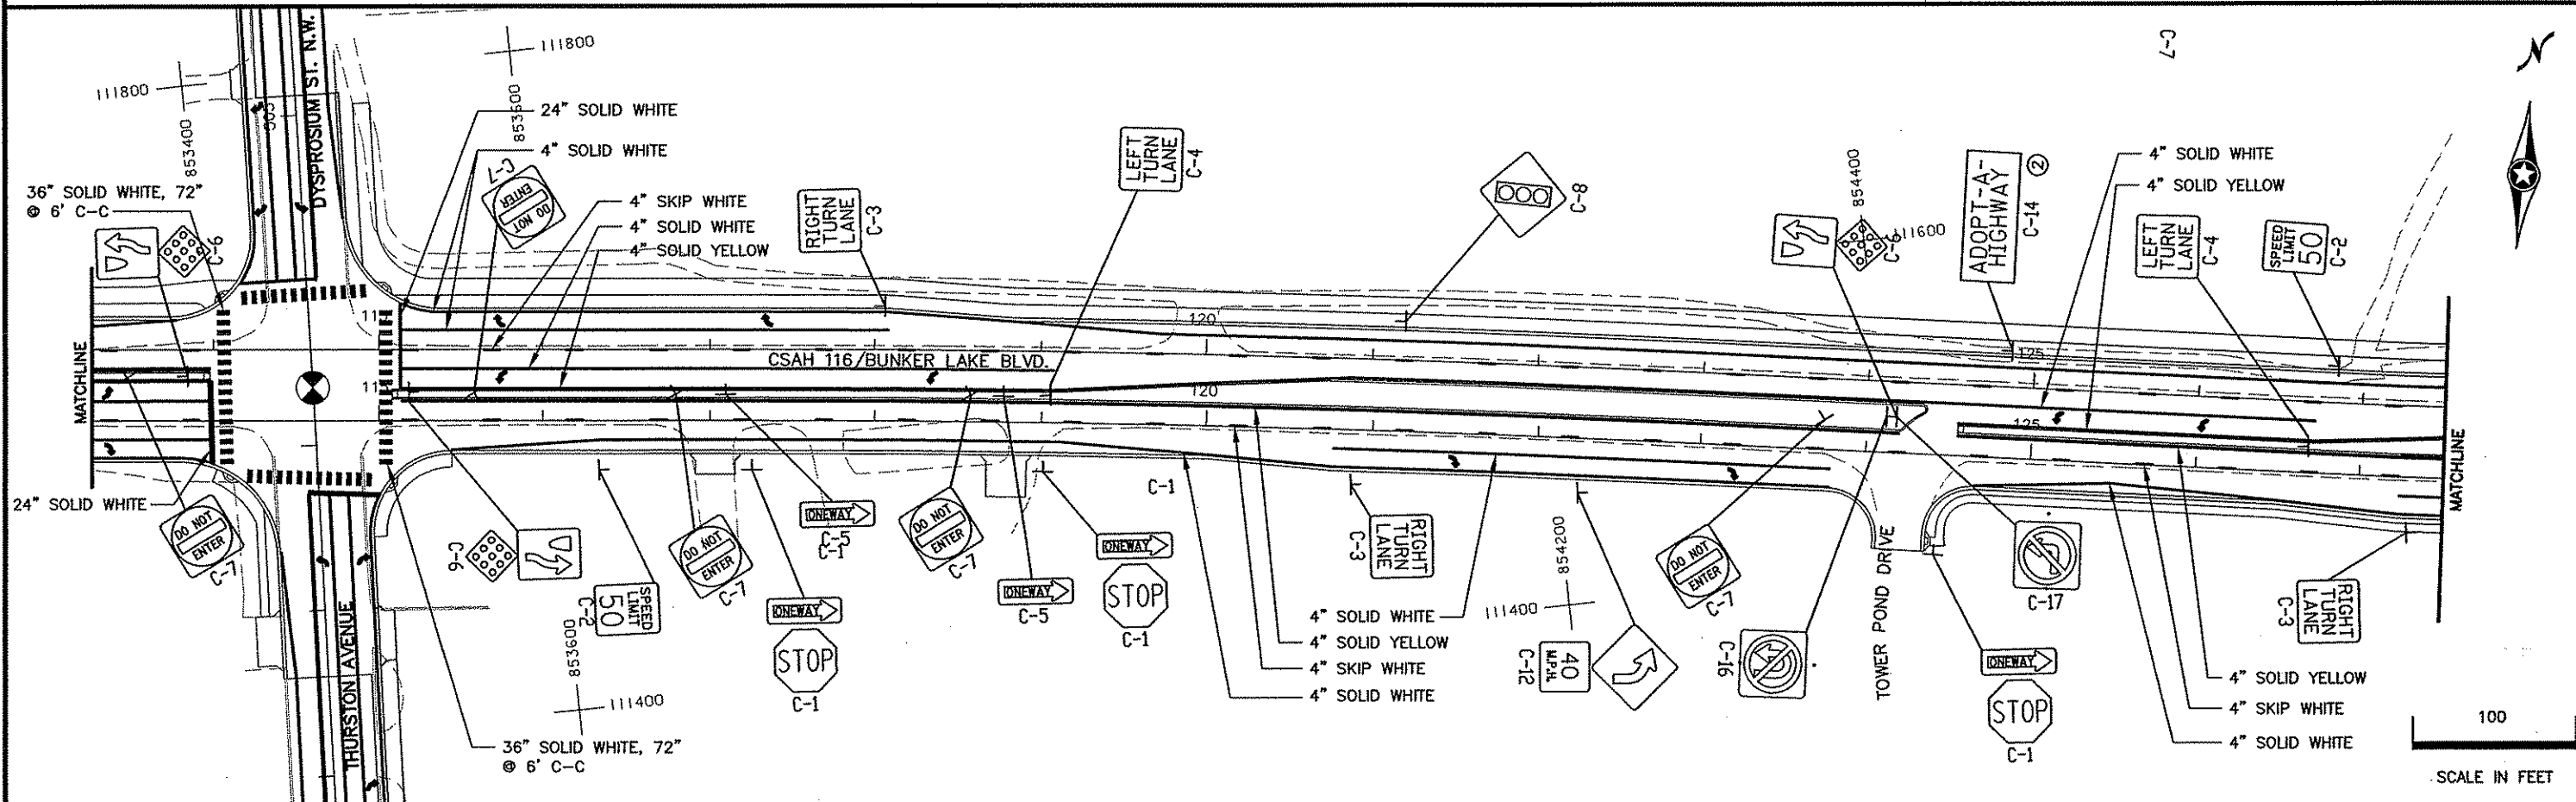 C-7
N
111800
111800
853400
853600
DYSPROSIUM ST. N.W.
505
24" SOLID WHITE
4" SOLID WHITE
C-7
DO NOT
ENTER
4" SKIP WHITE
4" SOLID WHITE
4" SOLID YELLOW
36" SOLID WHITE, 72"
@ 6' C-C
C-6
RIGHT
TURN
LANE
C-3
LEFT
TURN
LANE
C-4
C-8
854400
111600
C-6
ADOPT-A-
HIGHWAY
C-14
2
4" SOLID WHITE
4" SOLID YELLOW
LEFT
TURN
LANE
C-4
SPEED
LIMIT
50
C-2
MATCHLINE
11
11
120
120
125
125
CSAH 116/BUNKER LAKE BLVD.
MATCHLINE
24" SOLID WHITE
DO NOT
ENTER
C-7
C-6
SPEED
LIMIT
50
C-2
DO NOT
ENTER
C-7
ONEWAY
C-5
C-1
ONEWAY
STOP
C-1
DO NOT
ENTER
C-7
ONEWAY
C-5
ONEWAY
STOP
C-1
C-1
RIGHT
TURN
LANE
C-3
4" SOLID WHITE
4" SOLID YELLOW
4" SKIP WHITE
4" SOLID WHITE
854200
111400
40
M.P.H.
C-12
DO NOT
ENTER
C-7
C-16
TOWER POND DRIVE
C-17
ONEWAY
STOP
C-1
RIGHT
TURN
LANE
C-3
4" SOLID YELLOW
4" SKIP WHITE
4" SOLID WHITE
THURSTON AVENUE
853600
111400
36" SOLID WHITE, 72"
@ 6' C-C
100
SCALE IN FEET